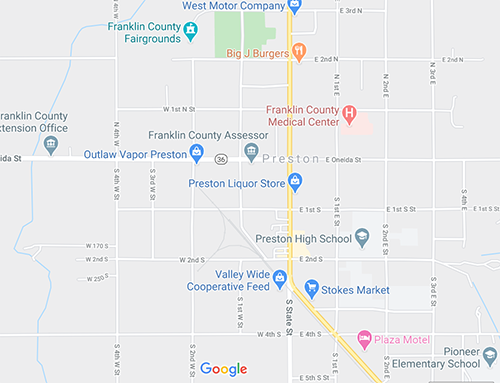 West Motor Company
E 3rd N
Franklin County
Fairgrounds
Big J Burgers
E 2nd N
E 2nd N
N 1st E
N 3rd E
W 1st N St
Franklin County
Medical Center
N 4th W St
Franklin County
Extension Office
Franklin County Assessor
Oneida St
Outlaw Vapor Preston
36
Preston
E Oneida St
S 4th W St
S 3rd W St
Preston Liquor Store
E 1st S
E 1st S St
S 1st E St
S 2nd E St
S 3rd E
Preston High School
W 170 S
W 2nd S
E 2nd S
W 250 S
Valley Wide
Cooperative Feed
Stokes Market
S State St
W 4th S
E 4th S
Plaza Motel
Pioneer
Elementary School
Google
E 5th S St